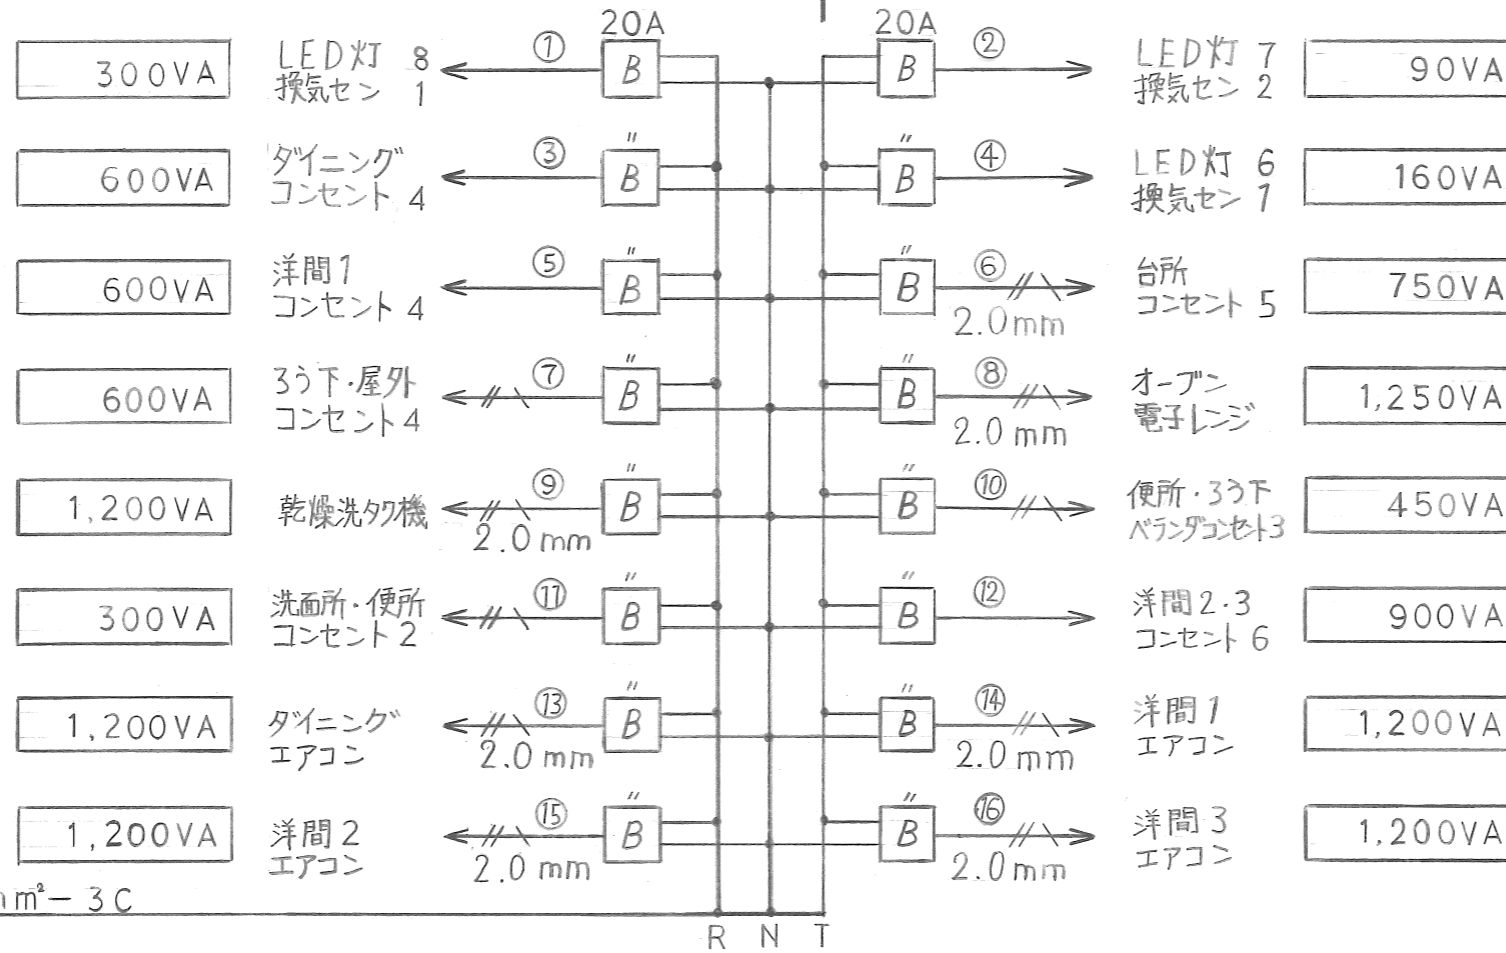 20A
20A
300VA
LED灯 8
換気セン 1
①
B
B
②
LED灯 7
換気セン 2
90VA
600VA
ダイニング
コンセント 4
③
〃
B
〃
B
④
LED灯 6
換気セン 1
160VA
600VA
洋間1
コンセント 4
⑤
〃
B
〃
B
⑥
2.0mm
台所
コンセント 5
750VA
600VA
ろう下・屋外
コンセント4
⑦
〃
B
〃
B
⑧
2.0mm
オーブン
電子レンジ
1,250VA
1,200VA
乾燥洗タク機
⑨
2.0mm
〃
B
〃
B
⑩
便所・ろう下
ベランダコンセント3
450VA
300VA
洗面所・便所
コンセント2
⑪
〃
B
〃
B
⑫
洋間2・3
コンセント 6
900VA
1,200VA
ダイニング
エアコン
⑬
2.0mm
〃
B
〃
B
⑭
2.0mm
洋間1
エアコン
1,200VA
1,200VA
洋間2
エアコン
⑮
2.0mm
〃
B
〃
B
⑯
2.0mm
洋間3
エアコン
1,200VA
m²－3C
R N T